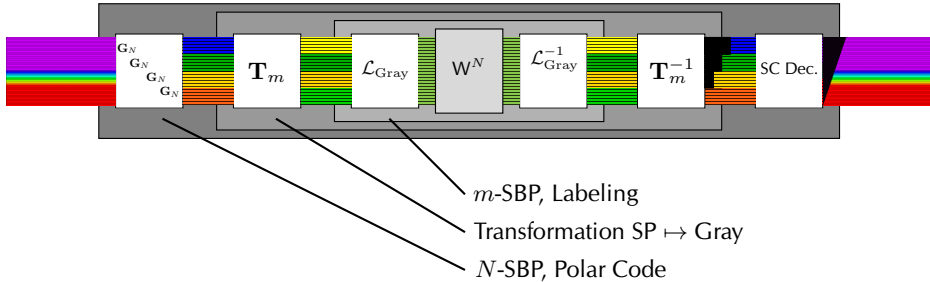 G_N
G_N
G_N
G_N
T_m
ℒ_Gray
W^N
ℒ_Gray^{-1}
T_m^{-1}
SC Dec.
m-SBP, Labeling
Transformation SP ↦ Gray
N-SBP, Polar Code